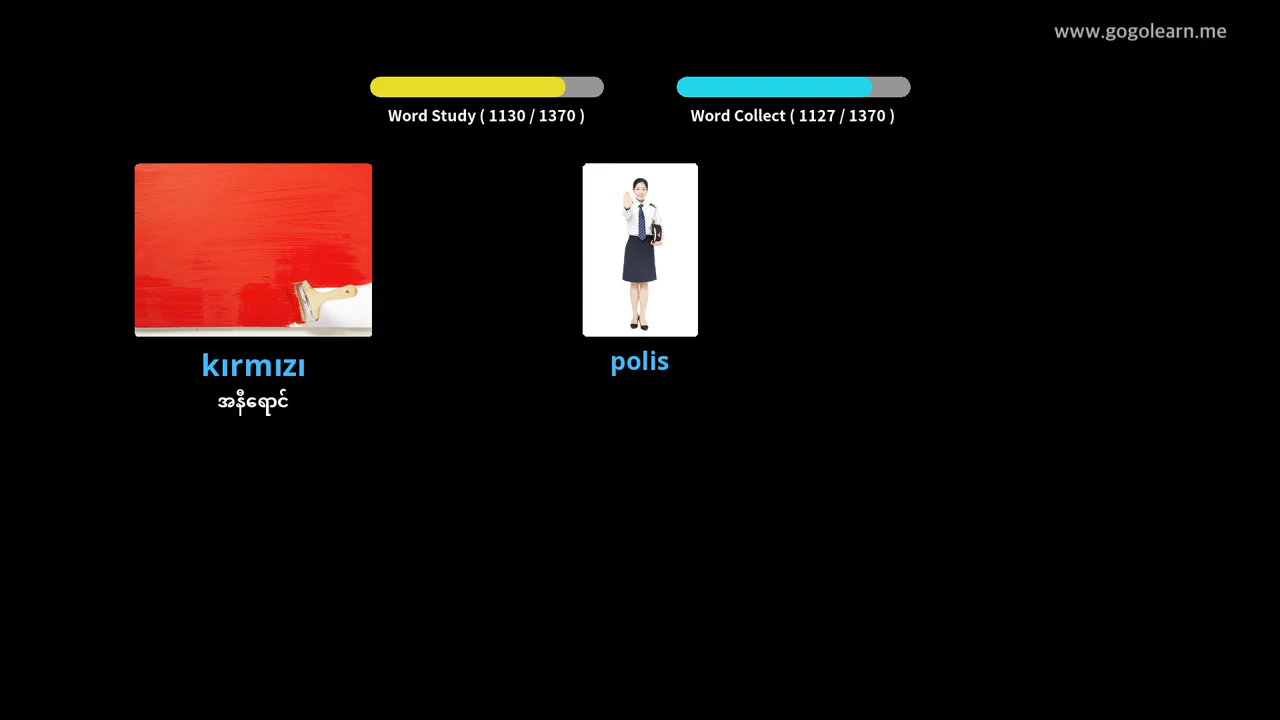 www.gogolearn.me
Word Study ( 1130 / 1370 )
Word Collect ( 1127 / 1370 )
kırmızı
အနီရောင်
polis